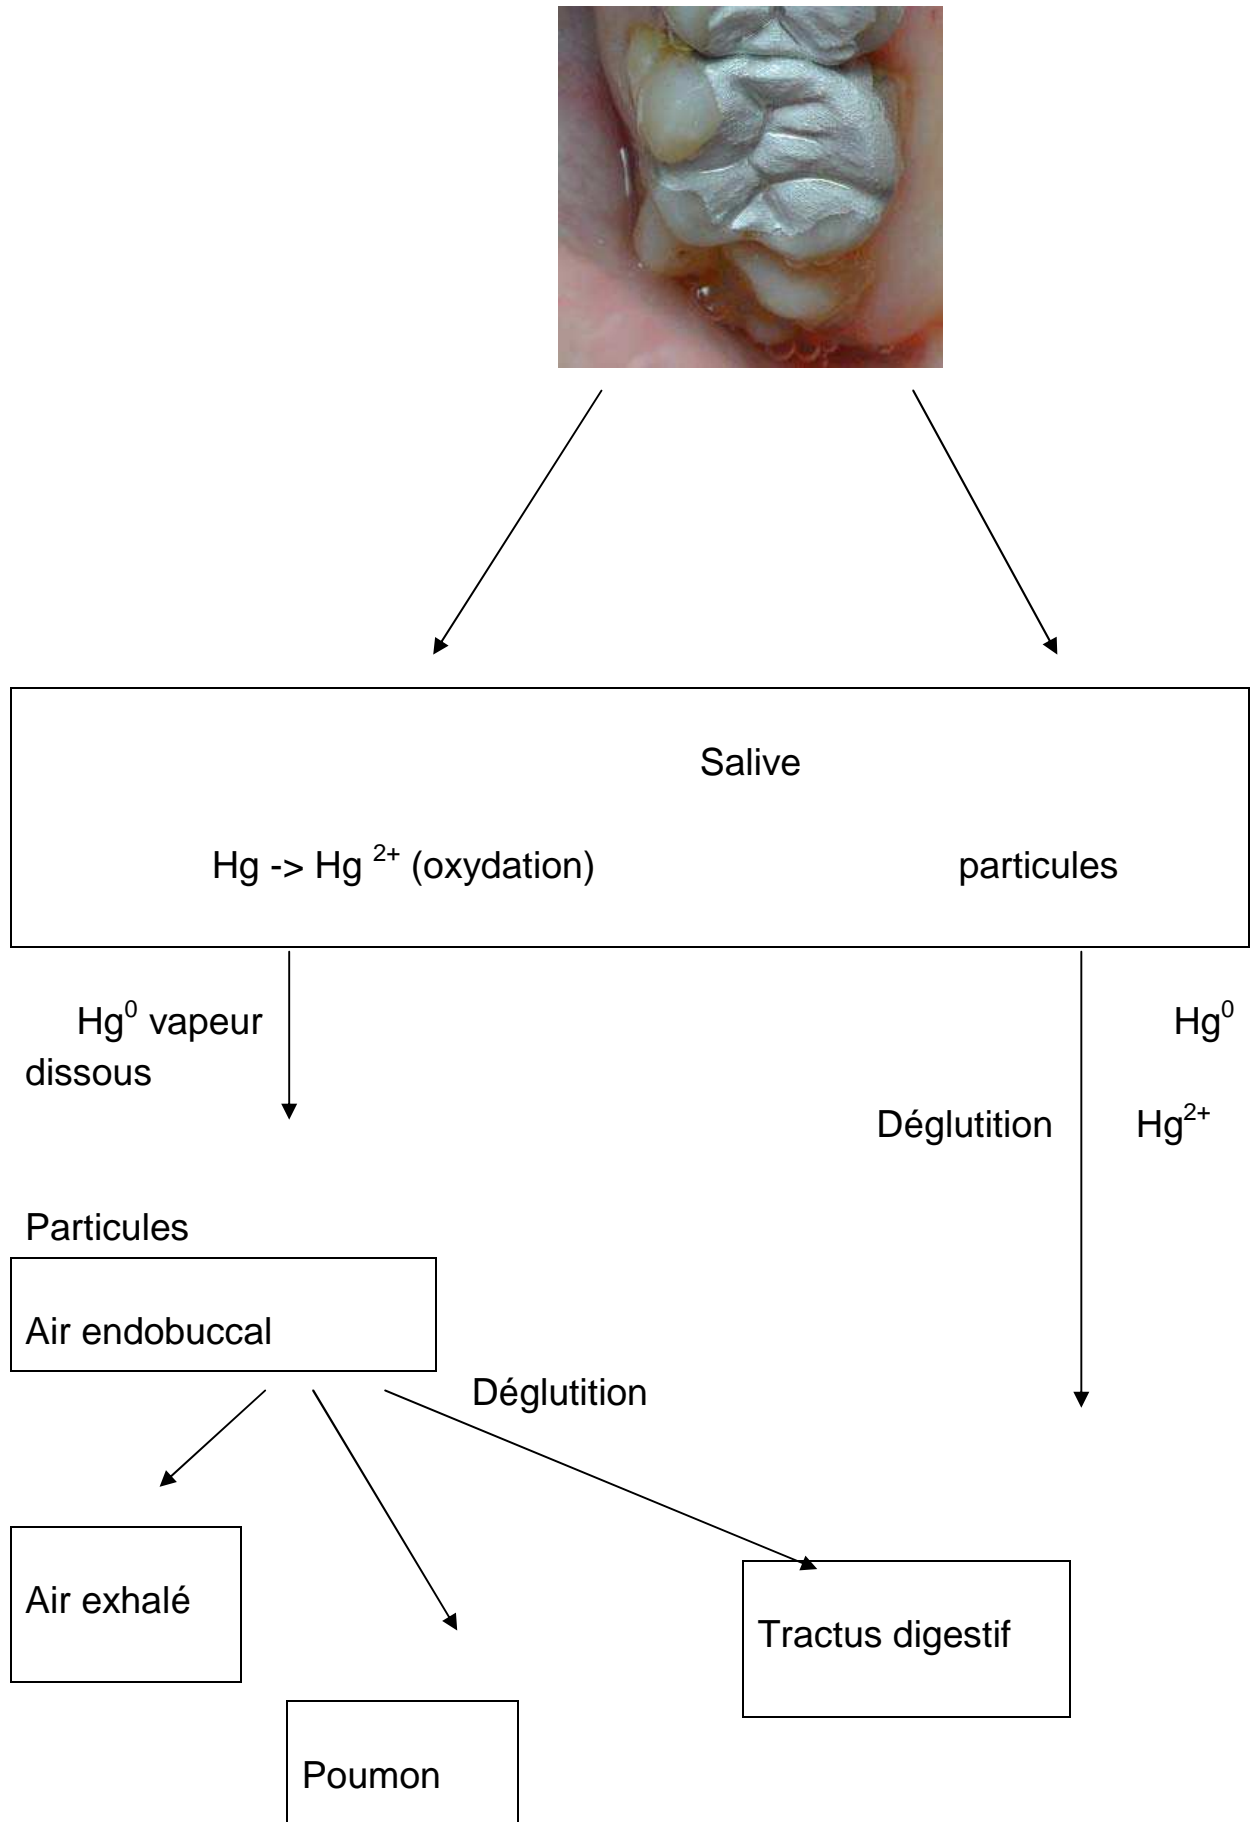 Salive
Hg -> Hg ²⁺ (oxydation) particules
Hg⁰ vapeur Hg⁰
dissous
Déglutition Hg²⁺
Particules
Air endobuccal
Déglutition
Air exhalé
Tractus digestif
Poumon